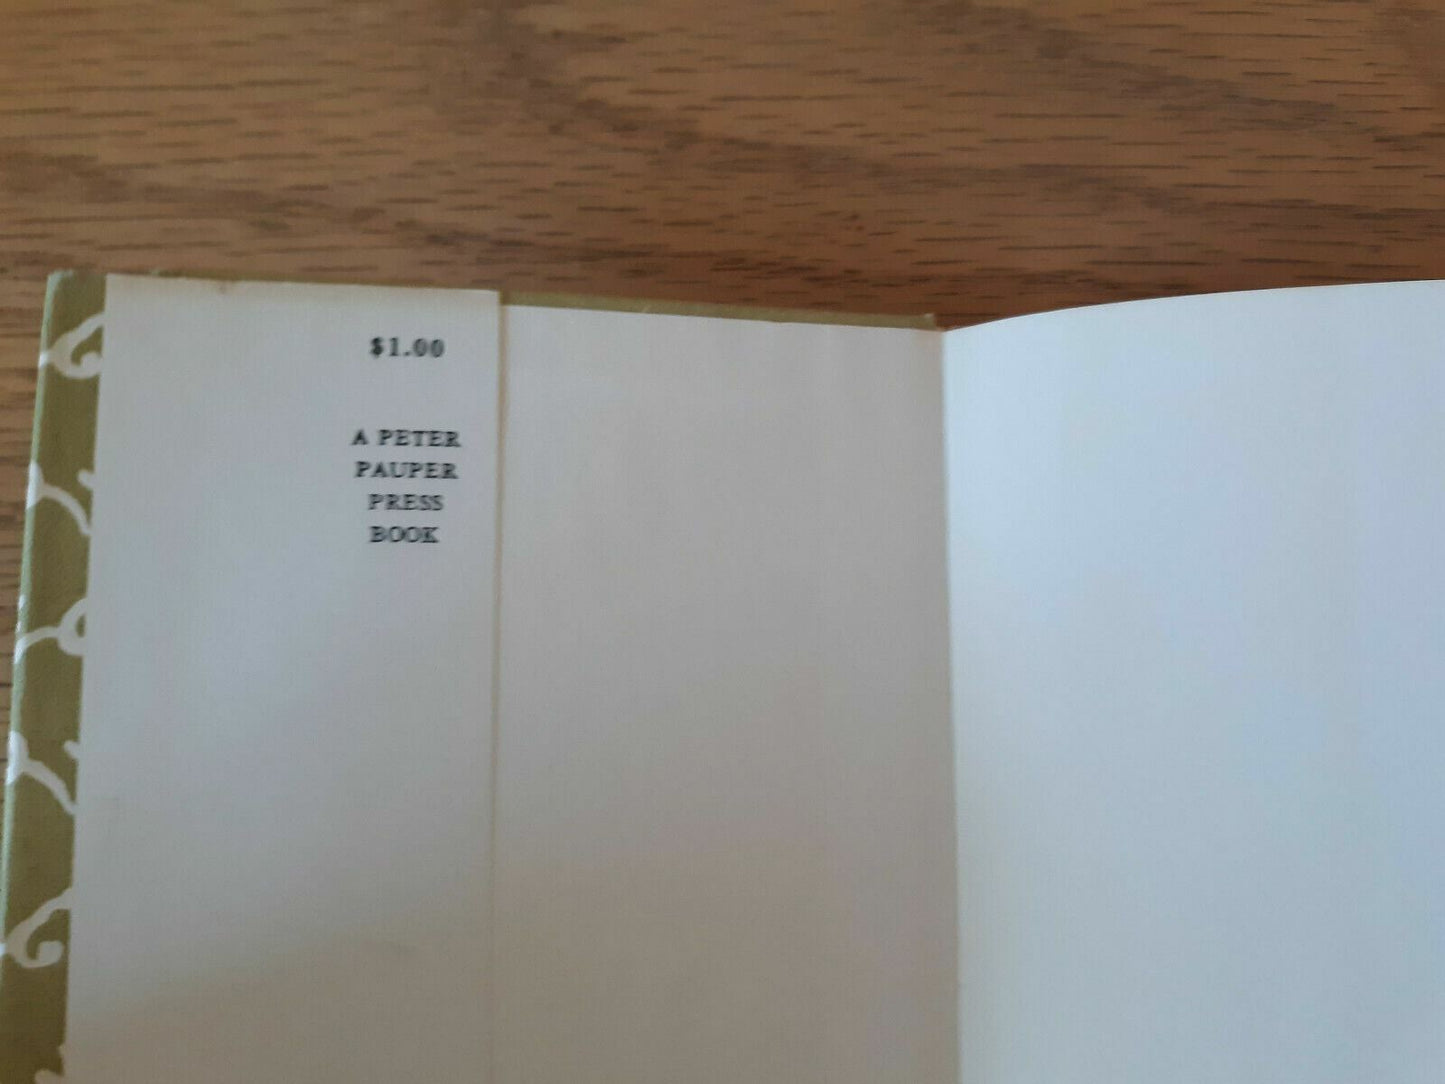 $1.00
A PETER
PAUPER
PRESS
BOOK